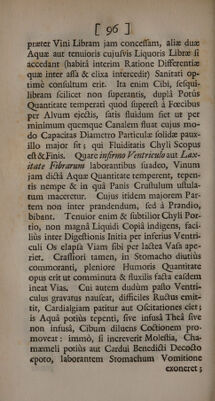 [ 96 ]
præter Vini Libram jam concessam, aliæ duæ
Aquæ aut tenuioris cujusvis Liquoris Libræ si
accedant (habitâ interim Ratione Differentiæ
quæ inter assa & elixa intercedit) Sanitati op-
timè consultum erit. Ita enim Cibi, sesqui-
libram scilicet non superantis, duplâ Potûs
Quantitate temperati quod superest à Fœcibus
per Alvum ejectis, satis fluidum fiet ut per
minimum quemque Canalem fluat cujus mo-
do Capacitas Diametro Particulæ solidæ pauxi-
llo major sit; qui Fluiditatis Chyli Scopus
est & Finis. Quare infirmo Ventriculo aut Lax-
itate Fibrarum laborantibus suadeo, Vinum
jam dictâ Aquæ Quantitate temperent, tepen-
tis nempe & in quâ Panis Crustulum ustula-
tum maceretur. Cujus itidem majorem Par-
tem non inter prandendum, sed à Prandio,
bibant. Tenuior enim & subtilior Chyli Por-
tio, non magnâ Liquidi Copiâ indigens, faci-
liùs inter Digestionis Initia per inferius Ventri-
culi Os elapsa Viam sibi per lactea Vasa ape-
riet. Crassiori tamen, in Stomacho diutiùs
commoranti, pleniore Humoris Quantitate
opus erit ut comminuta & fluxilis facta easdem
ineat Vias. Cui autem dudùm pasto Ventri-
culus gravatus nauseat, difficiles Ructus emit-
tit, Cardialgiam patitur aut Oscitationes ciet;
is Aquâ potiùs tepenti, sive infusâ Theâ sive
non infusâ, Cibum diluens Coctionem pro-
moveat: immò, si increverit Molestia, Cha-
mæmeli potiùs aut Cardui Benedicti Decocto
epoto, laborantem Stomachum Vomitione
exoneret;